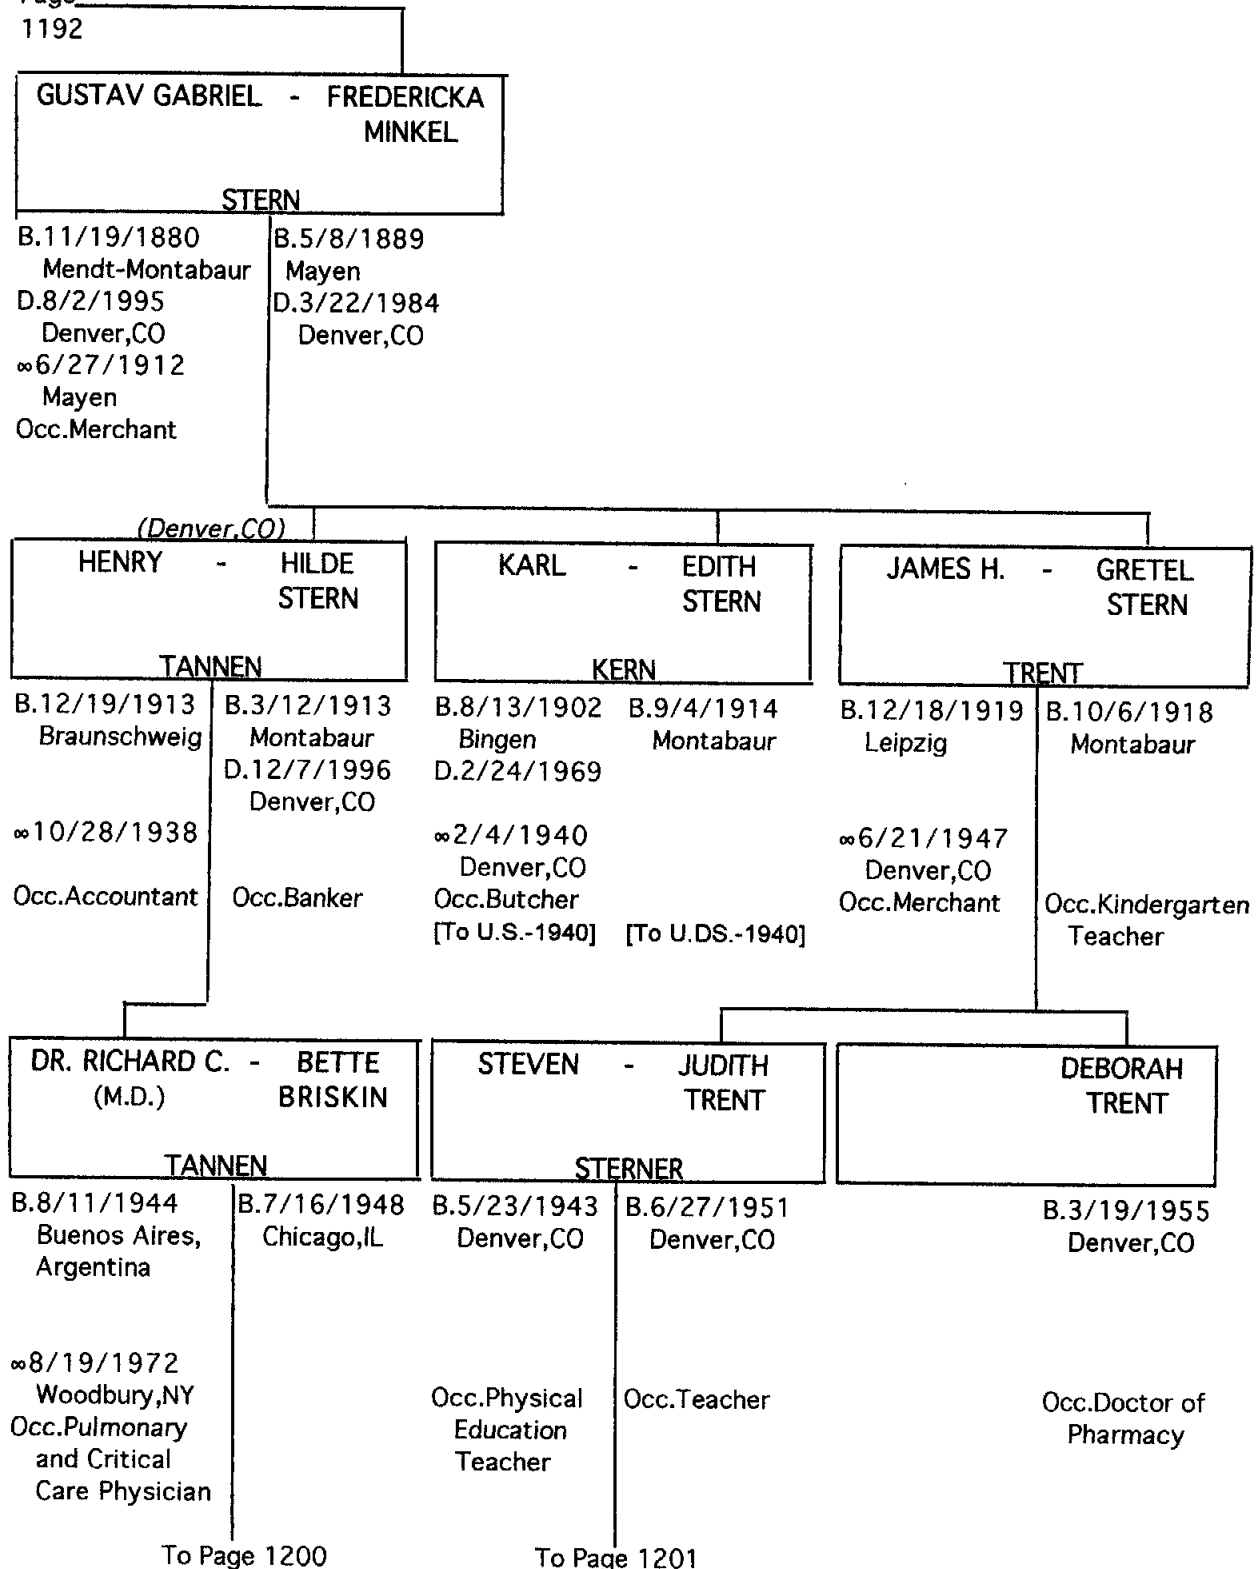 Page
1192
GUSTAV GABRIEL - FREDERICKA
MINKEL
STERN
B.11/19/1880
Mendt-Montabaur
D.8/2/1995
Denver,CO
∞6/27/1912
Mayen
Occ.Merchant
B.5/8/1889
Mayen
D.3/22/1984
Denver,CO
(Denver,CO)
HENRY - HILDE
STERN
TANNEN
B.12/19/1913
Braunschweig
∞10/28/1938
Occ.Accountant
B.3/12/1913
Montabaur
D.12/7/1996
Denver,CO
Occ.Banker
KARL - EDITH
STERN
KERN
B.8/13/1902
Bingen
D.2/24/1969
∞2/4/1940
Denver,CO
Occ.Butcher
[To U.S.-1940]
B.9/4/1914
Montabaur
[To U.DS.-1940]
JAMES H. - GRETEL
STERN
TRENT
B.12/18/1919
Leipzig
∞6/21/1947
Denver,CO
Occ.Merchant
B.10/6/1918
Montabaur
Occ.Kindergarten
Teacher
DR. RICHARD C. - BETTE
(M.D.) BRISKIN
TANNEN
B.8/11/1944
Buenos Aires,
Argentina
∞8/19/1972
Woodbury,NY
Occ.Pulmonary
and Critical
Care Physician
B.7/16/1948
Chicago,IL
To Page 1200
STEVEN - JUDITH
TRENT
STERNER
B.5/23/1943
Denver,CO
Occ.Physical
Education
Teacher
B.6/27/1951
Denver,CO
Occ.Teacher
To Page 1201
DEBORAH
TRENT
B.3/19/1955
Denver,CO
Occ.Doctor of
Pharmacy